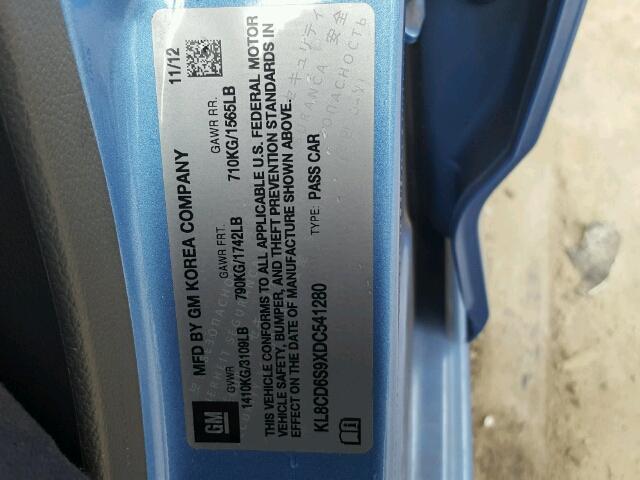 MFD BY GM KOREA COMPANY 11/12
GVWR GAWR FRT. GAWR RR.
1410KG/3109LB 790KG/1742LB 710KG/1565LB
THIS VEHICLE CONFORMS TO ALL APPLICABLE U.S. FEDERAL MOTOR
VEHICLE SAFETY, BUMPER, AND THEFT PREVENTION STANDARDS IN
EFFECT ON THE DATE OF MANUFACTURE SHOWN ABOVE.
KL8CD6S9XDC541280 TYPE: PASS CAR
GM